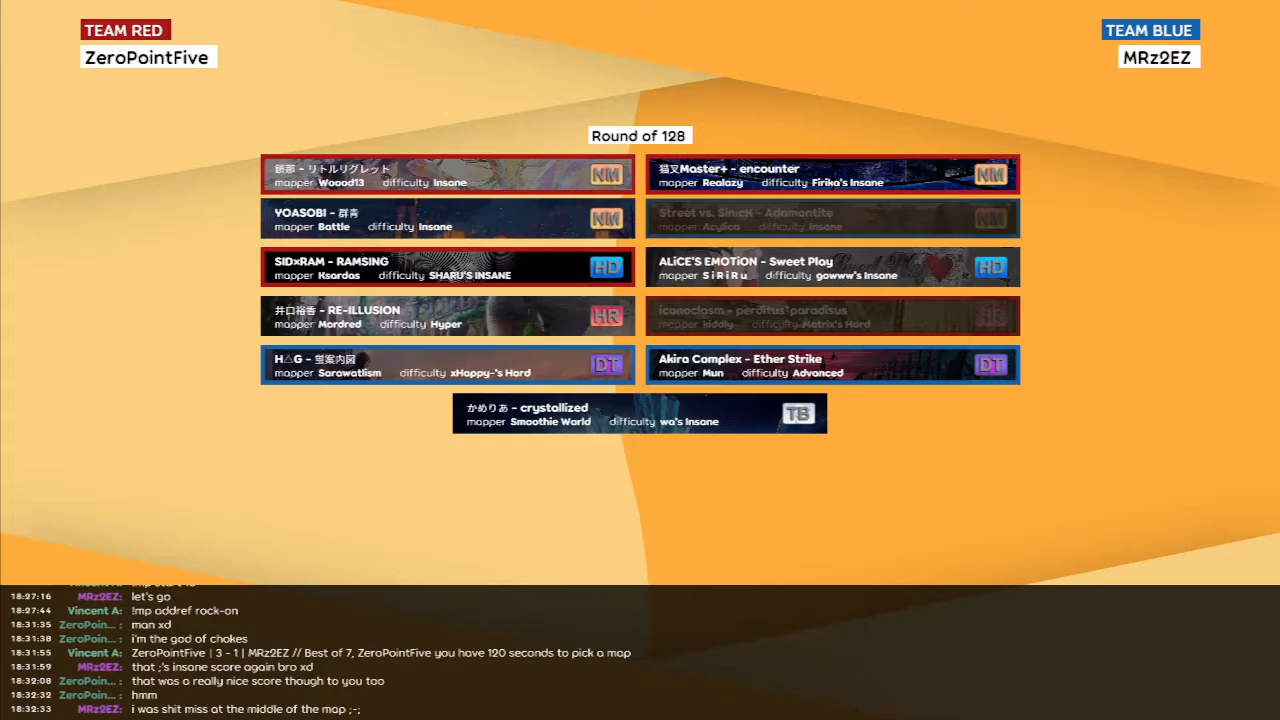 TEAM RED
ZeroPointFive
TEAM BLUE
MRz2EZ
Round of 128
銀那 - リトルリグレット
mapper Woood13 difficulty Insane
NM
猫叉Master+ - encounter
mapper Realazy difficulty Firika's Insane
NM
YOASOBI - 群青
mapper Battle difficulty Insane
NM
Street vs. Sin:cH - Adamantite
mapper Acylica difficulty Insane
NM
SIDxRAM - RAMSING
mapper Ksardas difficulty SHARU'S INSANE
HD
ALiCE'S EMOTiON - Sweet Play
mapper S i R i R u difficulty gowww's Insane
HD
井口裕香 - RE-ILLUSION
mapper Mordred difficulty Hyper
HR
iconoclasm - perditus†paradisus
mapper kiddly difficulty Matrix's Hard
HR
H△G - 蛍案内図
mapper Sarawatlism difficulty xHappy-'s Hard
DT
Akira Complex - Ether Strike
mapper Mun difficulty Advanced
DT
かめりあ - crystallized
mapper Smoothie World difficulty wa's Insane
TB
18:27:16 MRz2EZ: let's go
18:27:44 Vincent A: !mp addref rock-on
18:31:35 ZeroPoin... : man xd
18:31:38 ZeroPoin... : i'm the god of chokes
18:31:55 Vincent A: ZeroPointFive | 3 - 1 | MRz2EZ // Best of 7, ZeroPointFive you have 120 seconds to pick a map
18:31:59 MRz2EZ: that ;'s insane score again bro xd
18:32:08 ZeroPoin... : that was a really nice score though to you too
18:32:32 ZeroPoin... : hmm
18:32:33 MRz2EZ: i was shit miss at the middle of the map ;-;